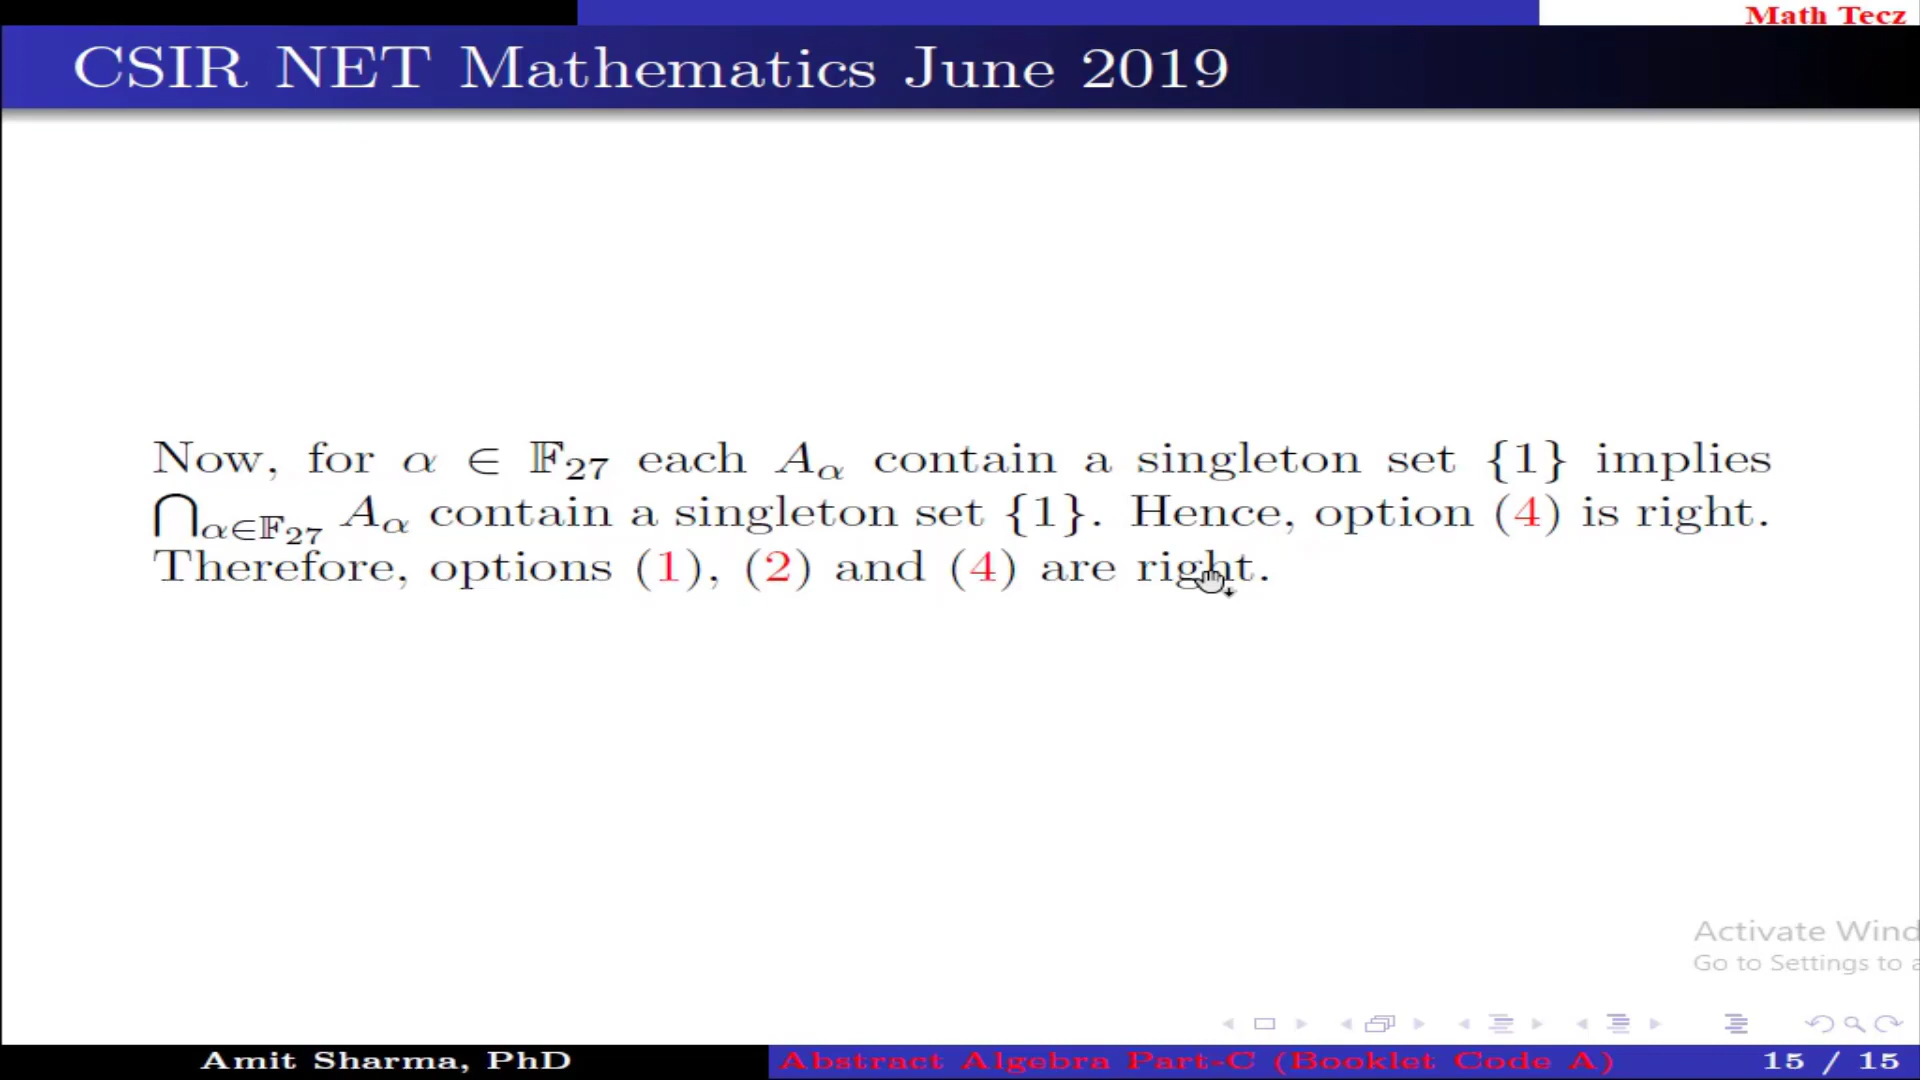 Math Tecz
CSIR NET Mathematics June 2019
Now, for α ∈ 𝔽₂₇ each A_α contain a singleton set {1} implies
⋂_{α∈𝔽₂₇} A_α contain a singleton set {1}. Hence, option (4) is right.
Therefore, options (1), (2) and (4) are right.
Activate Wind
Go to Settings to a
Amit Sharma, PhD
Abstract Algebra Part-C (Booklet Code A)
15 / 15